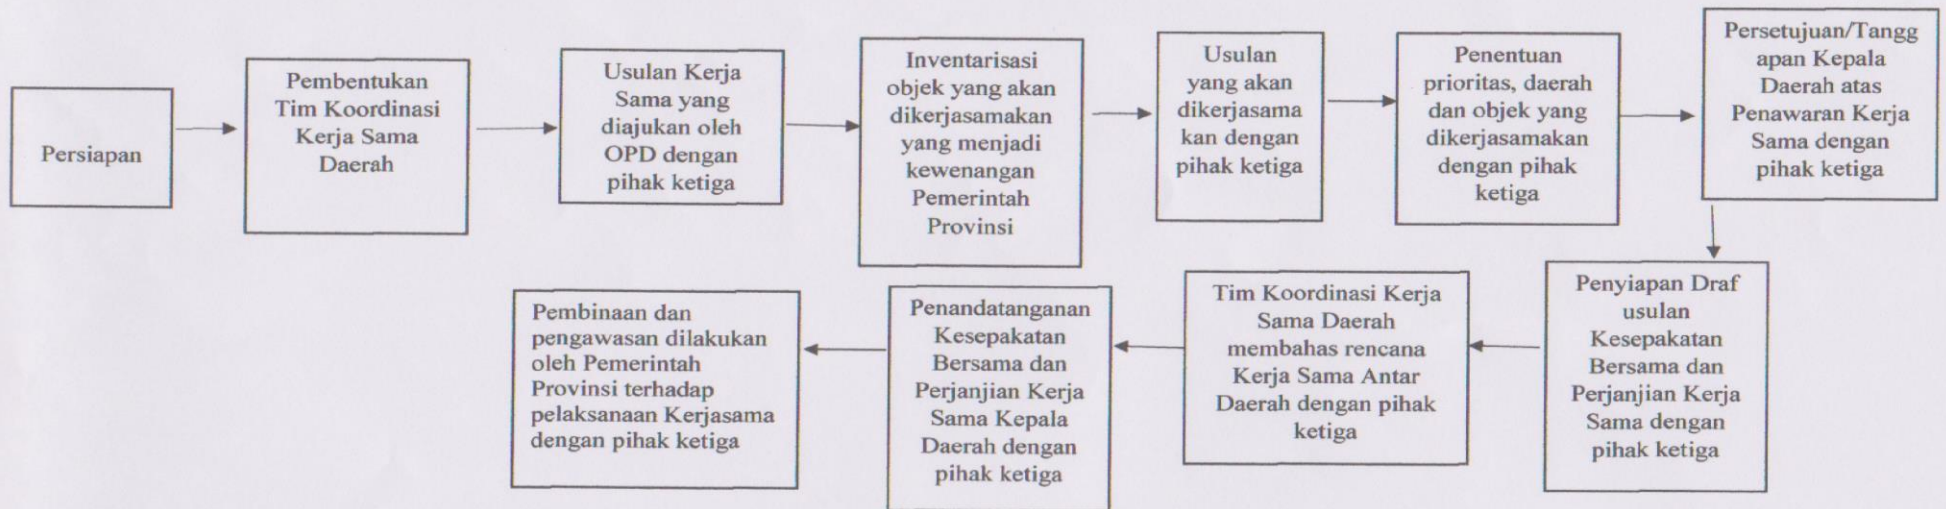 Persiapan
Pembentukan
Tim Koordinasi
Kerja Sama
Daerah
Usulan Kerja
Sama yang
diajukan oleh
OPD dengan
pihak ketiga
Inventarisasi
objek yang akan
dikerjasamakan
yang menjadi
kewenangan
Pemerintah
Provinsi
Usulan
yang akan
dikerjasama
kan dengan
pihak ketiga
Penentuan
prioritas, daerah
dan objek yang
dikerjasamakan
dengan pihak
ketiga
Persetujuan/Tangg
apan Kepala
Daerah atas
Penawaran Kerja
Sama dengan
pihak ketiga
Penyiapan Draf
usulan
Kesepakatan
Bersama dan
Perjanjian Kerja
Sama dengan
pihak ketiga
Tim Koordinasi Kerja
Sama Daerah
membahas rencana
Kerja Sama Antar
Daerah dengan pihak
ketiga
Penandatanganan
Kesepakatan
Bersama dan
Perjanjian Kerja
Sama Kepala
Daerah dengan
pihak ketiga
Pembinaan dan
pengawasan dilakukan
oleh Pemerintah
Provinsi terhadap
pelaksanaan Kerjasama
dengan pihak ketiga